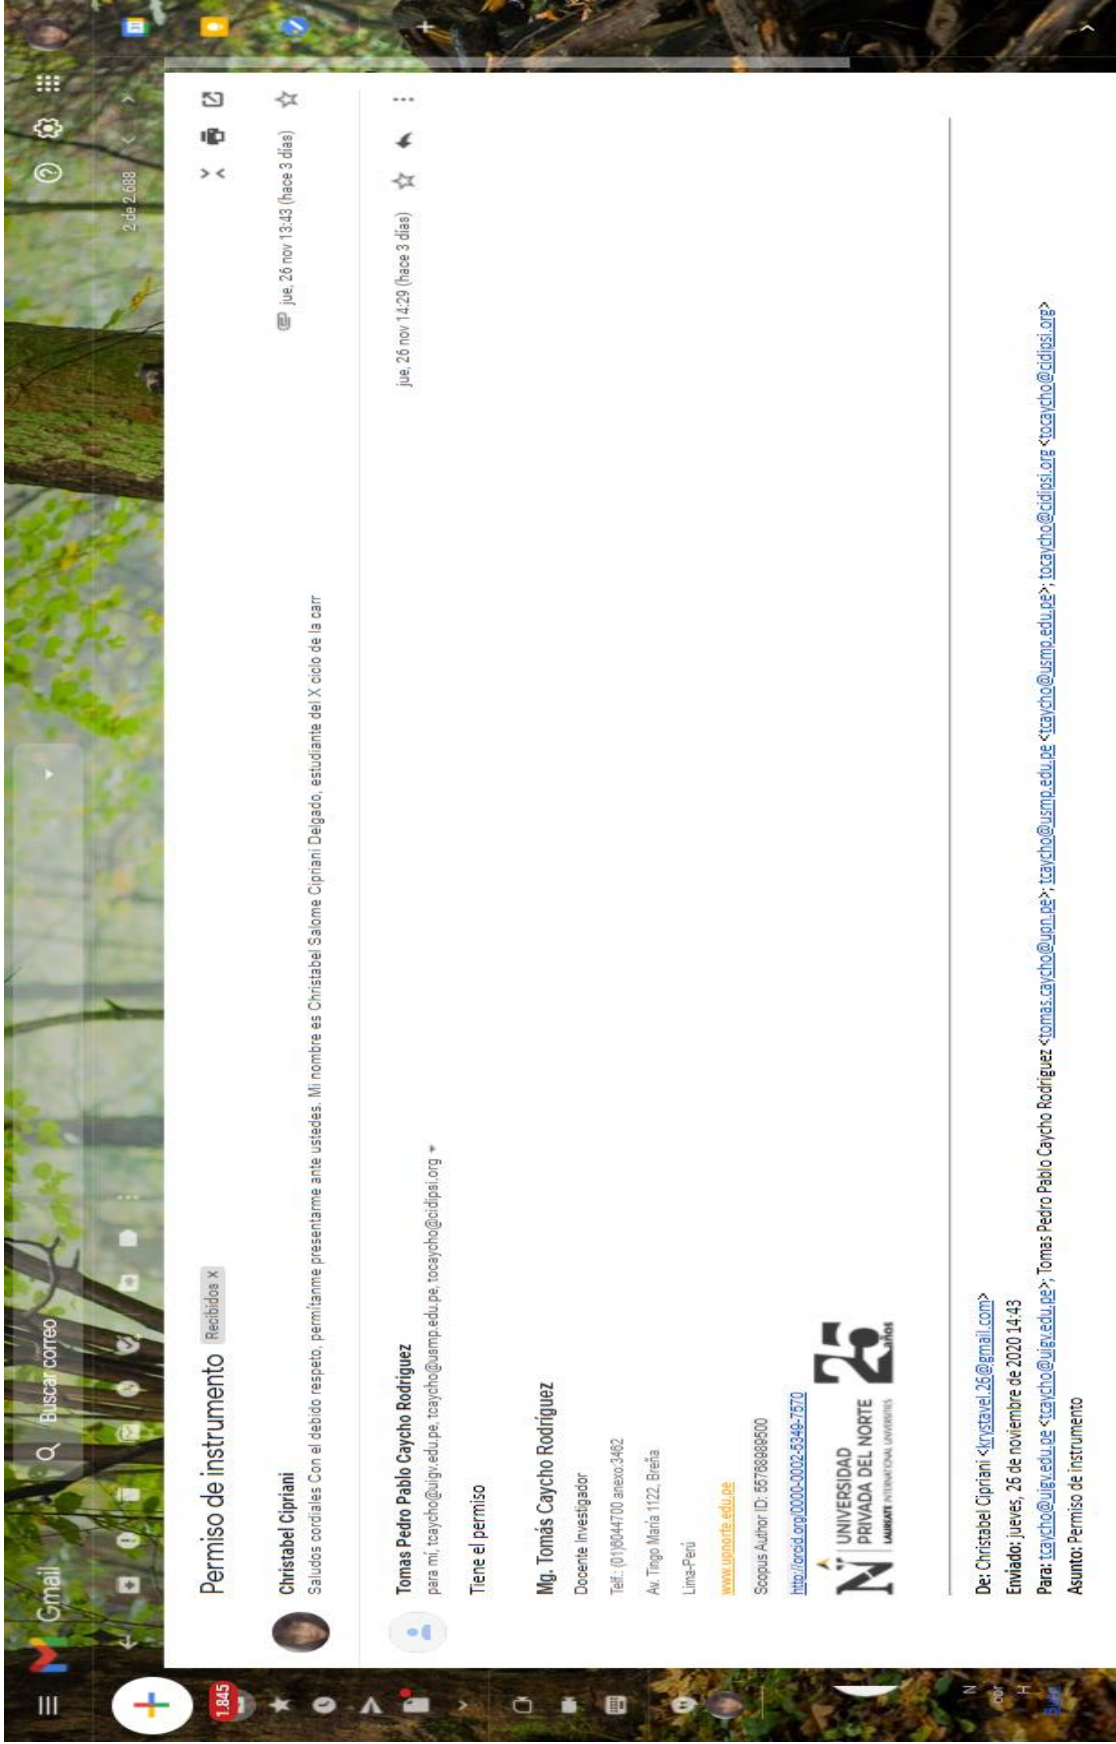 Gmail
Buscar correo
2 de 2.688
1.845
Permiso de instrumento Recibidos x
Christabel Cipriani
jue, 26 nov 13:43 (hace 3 días)
Saludos cordiales Con el debido respeto, permítanme presentarme ante ustedes. Mi nombre es Christabel Salome Cipriani Delgado, estudiante del X ciclo de la carr
Tomas Pedro Pablo Caycho Rodriguez
jue, 26 nov 14:29 (hace 3 días)
para mí, tcaycho@uigv.edu.pe, tcaycho@usmp.edu.pe, tocaycho@cidipsi.org
Tiene el permiso
Mg. Tomás Caycho Rodríguez
Docente Investigador
Telf.: (01)6044700 anexo:3462
Av. Tingo María 1122, Breña
Lima-Perú
www.upnorte.edu.pe
Scopus Author ID: 55768989500
http://orcid.org/0000-0002-5349-7570
N UNIVERSIDAD
PRIVADA DEL NORTE
LAUREATE INTERNATIONAL UNIVERSITIES
25 años
De: Christabel Cipriani <krystavel.26@gmail.com>
Enviado: jueves, 26 de noviembre de 2020 14:43
Para: tcaycho@uigv.edu.pe <tcaycho@uigv.edu.pe>; Tomas Pedro Pablo Caycho Rodriguez <tomas.caycho@upn.pe>; tcaycho@usmp.edu.pe <tcaycho@usmp.edu.pe>; tocaycho@cidipsi.org <tocaycho@cidipsi.org>
Asunto: Permiso de instrumento